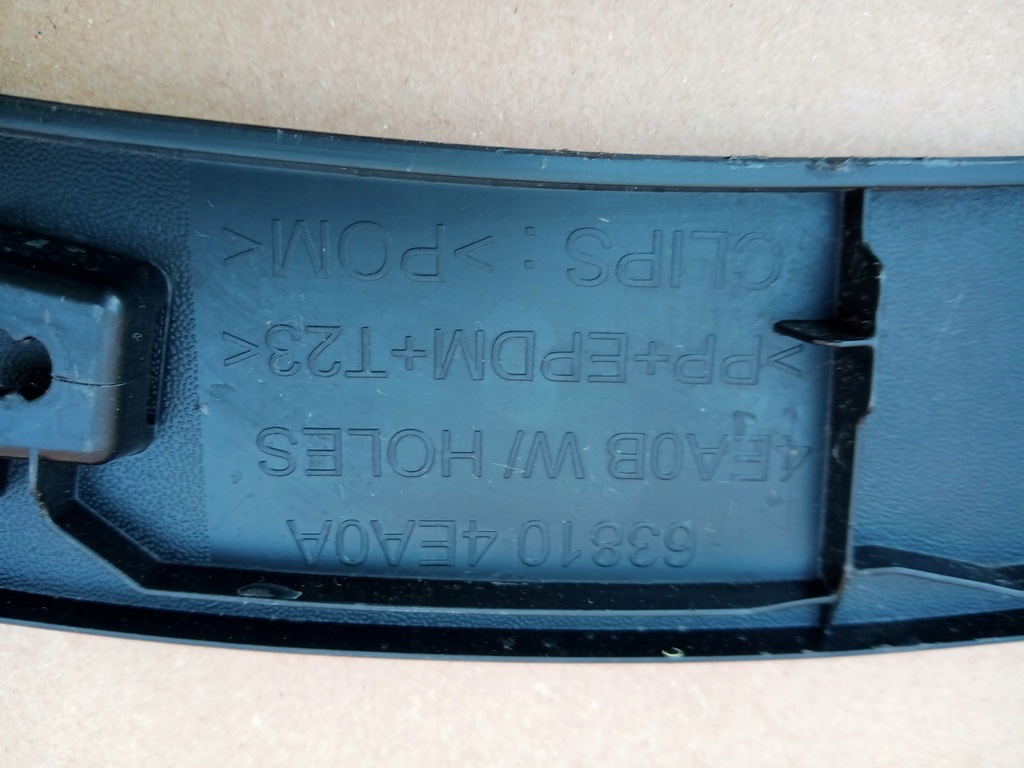 63810 4EA0A
4EA0B W/ HOLES
>PP+EPDM+T23<
CLIPS : >POM<